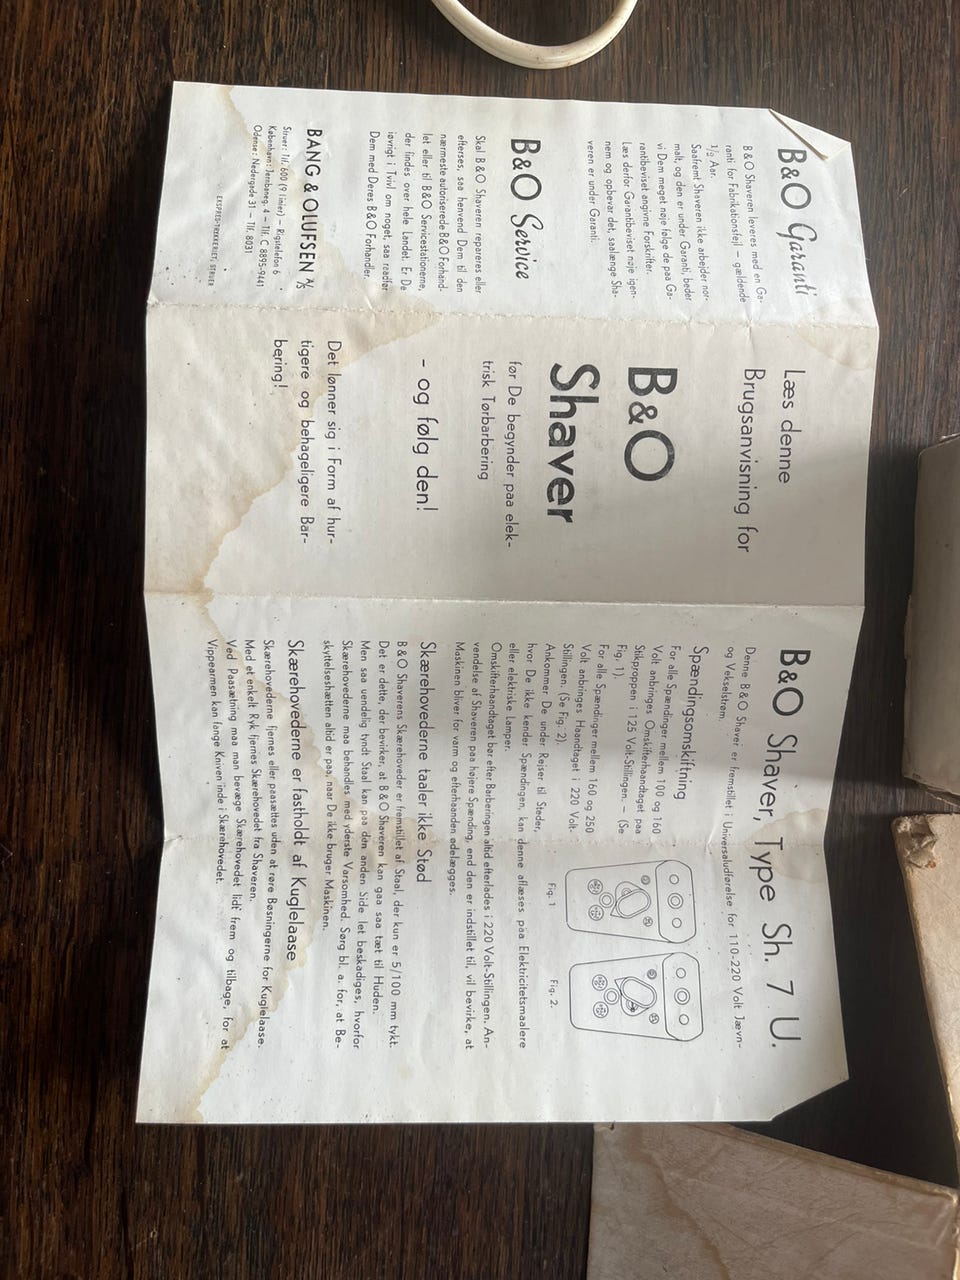 B&O Garanti
B&O Shaveren leveres med en Ga-
ranti for Fabrikationsfejl – gældende
½ Aar.
Saafremt Shaveren ikke arbejder nor-
malt, og den er under Garanti, beder
vi Dem meget nøje følge de paa Ga-
rantibeviset angivne Forskrifter.
Læs derfor Garantibeviset nøje igen-
nem og opbevar det, saalænge Sha-
veren er under Garanti.
B&O Service
Skal B&O Shaveren repareres eller
efterses, saa henvend Dem til den
nærmeste autoriserede B&O Forhand-
let eller til B&O Servicestationerne,
der findes over hele Landet. Er De
iøvrigt i Tvivl om noget, saa raadfør
Dem med Deres B&O Forhandler.
BANG & OLUFSEN A/S
Struer: Tlf. 600 (9 linier) – Rigstelefon 6
København: Jernbaneg. 4 – Tlf. C 8895-9441
Odense: Nedergade 31 – Tlf. 8031
EKSPRES-TRYKKERIET, STRUER
Læs denne
Brugsanvisning for
B&O
Shaver
før De begynder paa elek-
trisk Tørbarbering
- og følg den!
Det lønner sig i Form af hur-
tigere og behageligere Bar-
bering!
B&O Shaver, Type Sh. 7 U.
Denne B&O Shaver er fremstillet i Universaludførelse for 110-220 Volt Jævn-
og Vekselstrøm.
Spændingsomskiftning
For alle Spændinger mellem 100 og 160
Volt anbringes Omskifterhaandtaget paa
Stikproppen i 125 Volt-Stillingen. – (Se
Fig. 1).
For alle Spændinger mellem 160 og 250
Volt anbringes Haandtaget i 220 Volt.
Stillingen. (Se Fig. 2)
Fig. 1
Fig. 2.
Ankommer De under Rejser til Steder,
hvor De ikke kender Spændingen, kan denne aflæses paa Elektricitetsmaalere
eller elektriske Lamper.
Omskifterhaandtaget bør efter Barberingen altid efterlades i 220 Volt-Stillingen. An-
vendelse af Shaveren paa højere Spænding, end den er indstillet til, vil bevirke, at
Maskinen bliver for varm og efterhaanden ødelægges.
Skærehovederne taaler ikke Stød
B&O Shaverens Skærehoveder er fremstillet af Staal, der kun er 5/100 mm tykt.
Det er dette, der bevirker, at B&O Shaveren kan gaa saa tæt til Huden.
Men saa uendelig tyndt Staal kan paa den anden Side let beskadiges, hvorfor
Skærehovederne maa behandles med yderste Varsomhed. Sørg bl. a. for, at Be-
skyttelseshætten altid er paa, naar De ikke bruger Maskinen.
Skærehovederne er fastholdt af Kuglelaase
Skærehovederne fjernes eller paasættes uden at røre Bøsningerne for Kuglelaase.
Med et enkelt Ryk fjernes Skærehovedet fra Shaveren.
Ved Paasætning maa man bevæge Skærehovedet lidt frem og tilbage, for at
Vippearmen kan fange Kniven inde i Skærehovedet.